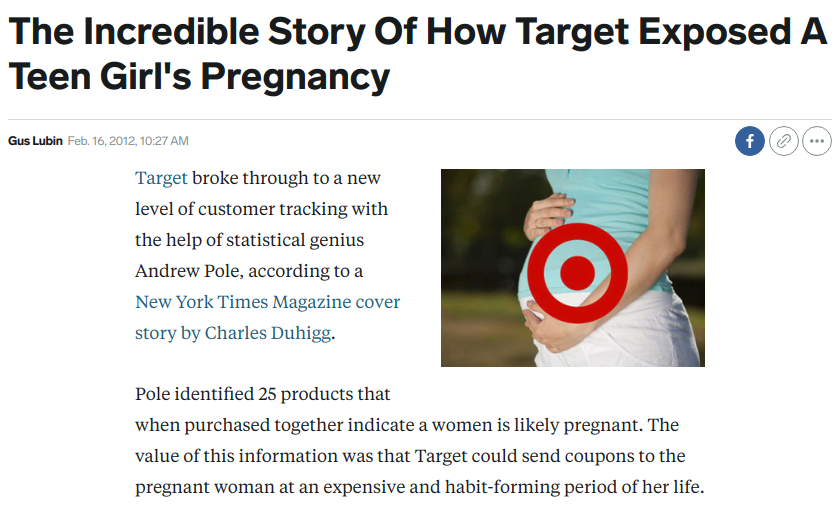 The Incredible Story Of How Target Exposed A
Teen Girl's Pregnancy
Gus Lubin Feb. 16, 2012, 10:27 AM
Target broke through to a new
level of customer tracking with
the help of statistical genius
Andrew Pole, according to a
New York Times Magazine cover
story by Charles Duhigg.
Pole identified 25 products that
when purchased together indicate a women is likely pregnant. The
value of this information was that Target could send coupons to the
pregnant woman at an expensive and habit-forming period of her life.